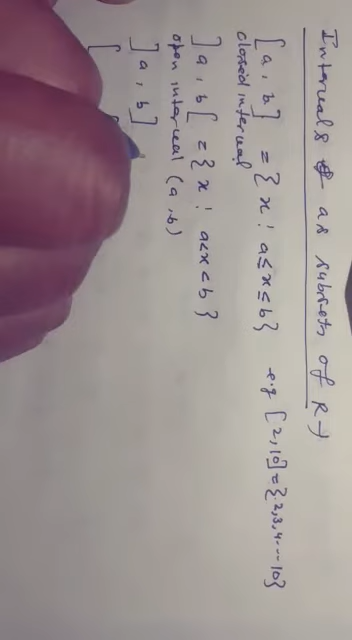 Intervals as subsets of R →
[a, b] = {x : a ≤ x ≤ b} e.g [2, 10] = {2, 3, 4 .... 10}
closed interval
]a, b[ = {x : a < x < b}
open interval (a, b)
]a, b]
[